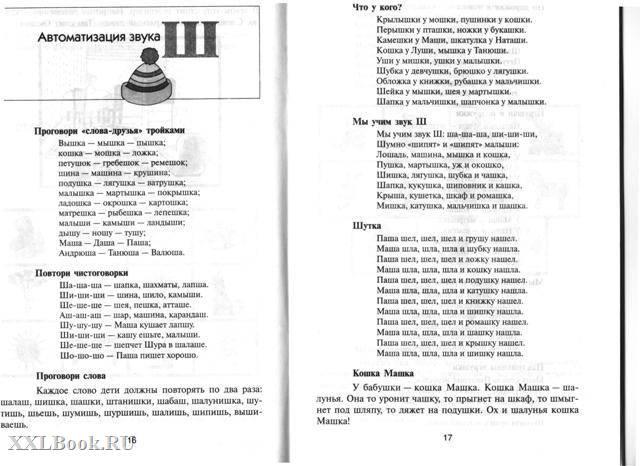 Автоматизация звука Ш
Проговори «слова-друзья» тройками
Вышка — мышка — пышка;
кошка — мошка — ложка;
петушок — гребешок — ремешок;
шина — машина — крушина;
подушка — лягушка — ватрушка;
малышка — мартышка — покрышка;
ладошка — окрошка — картошка;
матрешка — рыбешка — лепешка;
малыши — камыши — ландыши;
дышу — ношу — тушу;
Маша — Даша — Паша;
Андрюша — Танюша — Валюша.
Повтори чистоговорки
Ша-ша-ша — шапка, шахматы, лапша.
Ши-ши-ши — шина, шило, камыши.
Ше-ше-ше — шея, пешка, атташе.
Аш-аш-аш — шар, машина, карандаш.
Шу-шу-шу — Маша кушает лапшу.
Ши-ши-ши — кашу ешьте, малыши.
Ше-ше-ше — шепчет Шура в шалаше.
Шо-шо-шо — Паша пишет хорошо.
Проговори слова
Каждое слово дети должны повторять по два раза:
шалаш, шишка, шашки, штанишки, шабаш, шалунишка, шу-
тишь, шьешь, шумишь, шуршишь, шалишь, шипишь, выши-
ваешь.
16
Что у кого?
Крылышки у мошки, пушинки у кошки.
Перышки у пташки, ножки у букашки.
Камешки у Маши, шкатулка у Наташи.
Кошка у Луши, мышка у Танюши.
Уши у мишки, ушки у малышки.
Шубка у девчушки, брюшко у лягушки.
Обложка у книжки, рубашка у мальчишки.
Шейка у мышки, шея у мартышки.
Шапка у мальчишки, шапчонка у малышки.
Мы учим звук Ш
Мы учим звук Ш: ша-ша-ша, ши-ши-ши,
Шумно «шипят» и «шипят» малыши:
Лошадь, машина, мышка и кошка,
Пушка, мартышка, уж и окошко,
Шишка, лягушка, шубка и чашка,
Шапка, кукушка, шиповник и кашка,
Крыша, кушетка, шкаф и ромашка,
Мишка, катушка, мальчишка и шашка.
Шутка
Паша шел, шел, шел и грушу нашел.
Маша шла, шла, шла и шубку нашла.
Паша шел, шел, шел и ложку нашел.
Маша шла, шла, шла и кошку нашла.
Паша шел, шел, шел и подушку нашел.
Маша шла, шла, шла и катушку нашла.
Паша шел, шел, шел и книжку нашел.
Маша шла, шла, шла и шишку нашла.
Паша шел, шел, шел и ромашку нашел.
Маша шла, шла, шла и мышку нашла.
Паша шел, шел, шел и крышку нашел.
Маша шла, шла, шла и шишку нашла.
Кошка Машка
У бабушки — кошка Машка. Кошка Машка — ша-
лунья. Она то уронит чашку, то прыгнет на шкаф, то шмыг-
нет под шляпу, то ляжет на подушки. Ох и шалунья кошка
Машка!
17
XXLBook.RU